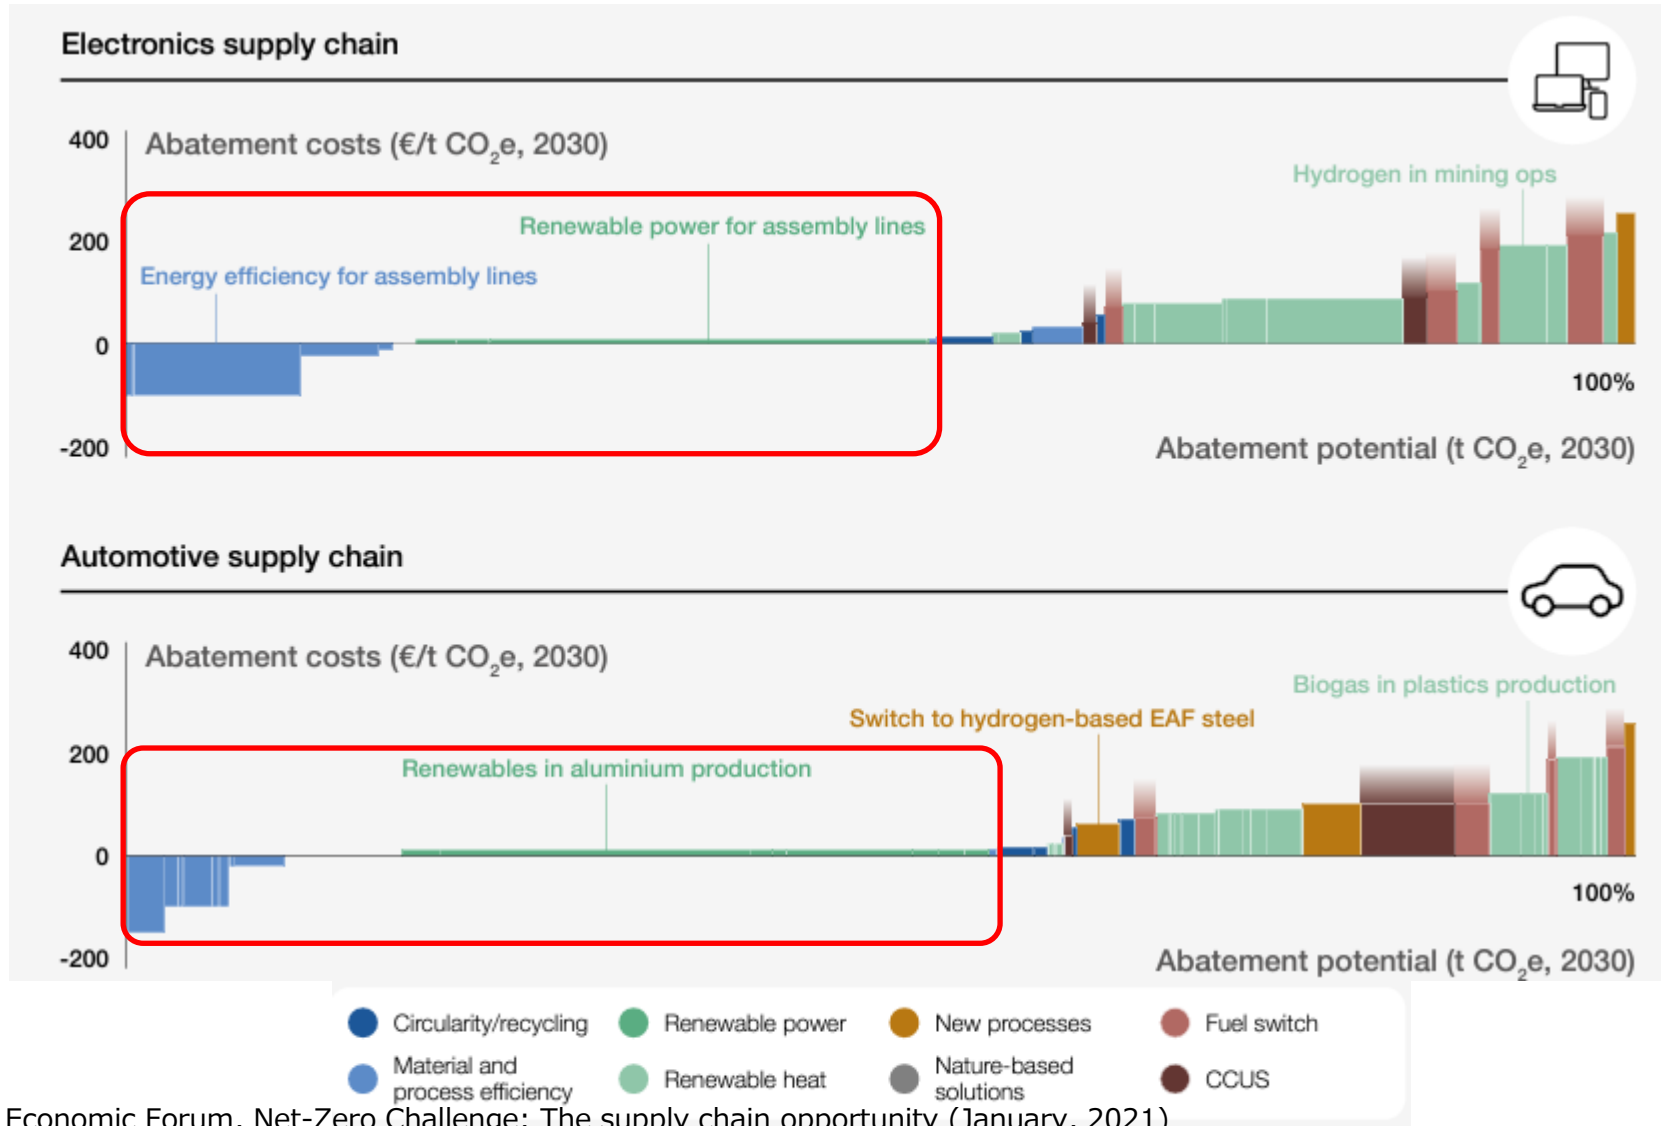 Electronics supply chain
400
Abatement costs (€/t CO₂e, 2030)
Hydrogen in mining ops
Renewable power for assembly lines
200
Energy efficiency for assembly lines
0
100%
-200
Abatement potential (t CO₂e, 2030)
Automotive supply chain
400
Abatement costs (€/t CO₂e, 2030)
Biogas in plastics production
Switch to hydrogen-based EAF steel
200
Renewables in aluminium production
0
100%
-200
Abatement potential (t CO₂e, 2030)
Circularity/recycling
Renewable power
New processes
Fuel switch
Material and
process efficiency
Renewable heat
Nature-based
solutions
CCUS
Economic Forum, Net-Zero Challenge: The supply chain opportunity (January, 2021)